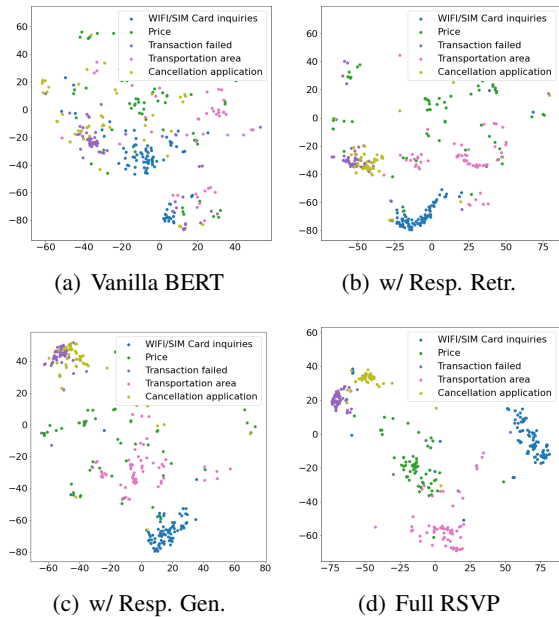 WIFI/SIM Card inquiries
Price
Transaction failed
Transportation area
Cancellation application
60
40
20
0
−20
−40
−60
−80
−60 −40 −20 0 20 40
(a) Vanilla BERT
WIFI/SIM Card inquiries
Price
Transaction failed
Transportation area
Cancellation application
60
40
20
0
−20
−40
−60
−80
−50 −25 0 25 50 75
(b) w/ Resp. Retr.
WIFI/SIM Card inquiries
Price
Transaction failed
Transportation area
Cancellation application
40
20
0
−20
−40
−60
−80
−60 −40 −20 0 20 40 60 80
(c) w/ Resp. Gen.
WIFI/SIM Card inquiries
Price
Transaction failed
Transportation area
Cancellation application
60
40
20
0
−20
−40
−60
−75 −50 −25 0 25 50 75
(d) Full RSVP